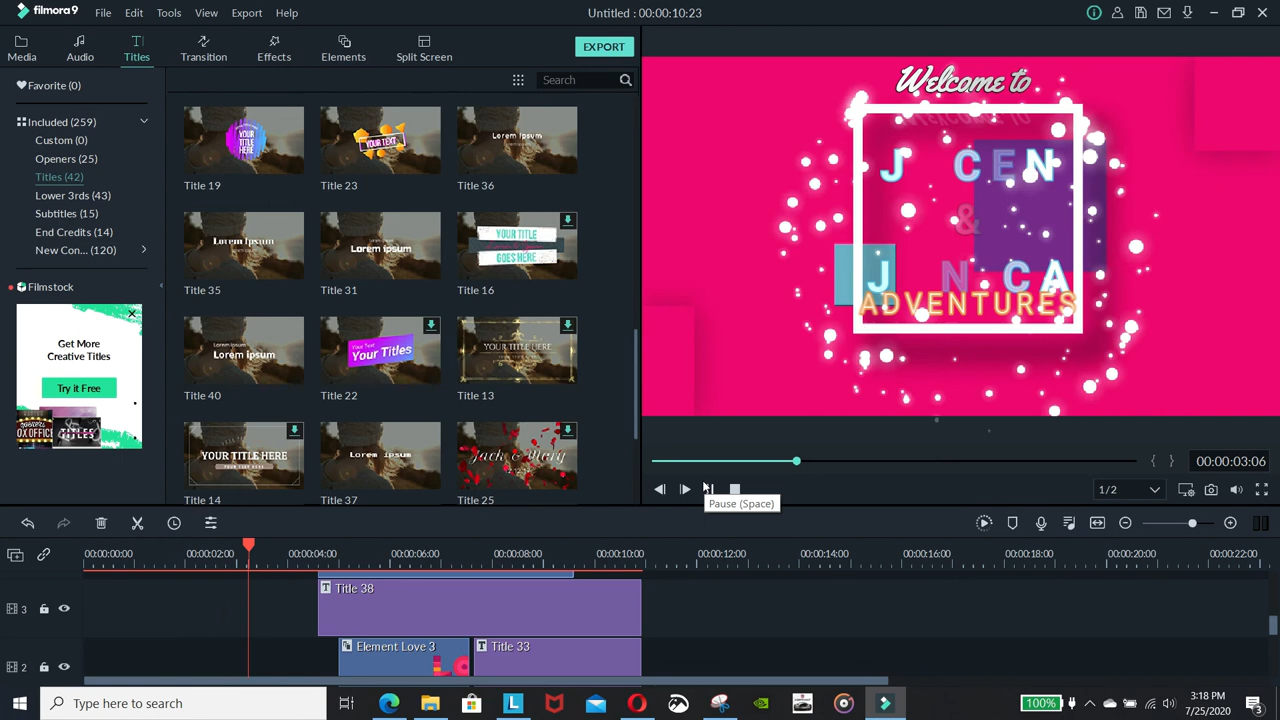 filmora9
File Edit Tools View Export Help
Untitled : 00:00:10:23
Media Audio Titles Transition Effects Elements Split Screen
EXPORT
Favorite (0)
Search
Included (259)
Custom (0)
Openers (25)
Titles (42)
Lower 3rds (43)
Subtitles (15)
End Credits (14)
New Con... (120)
Filmstock
Get More
Creative Titles
Try it Free
OX OFFICE
TITLES
YOUR
TITLE
HERE
YOUR TEXT
Lorem ipsum
Title 19 Title 23 Title 36
Lorem ipsum
Lorem ipsum
YOUR TITLE
GOES HERE
Title 35 Title 31 Title 16
Lorem ipsum
Your Text
Your Titles
YOUR TITLE HERE
Title 40 Title 22 Title 13
YOUR TITLE HERE
Lorem ipsum
Jack & Mary
Title 14 Title 37 Title 25
Welcome to
J CEN
&
J N CA
ADVENTURES
00:00:03:06
Pause (Space)
1/2
00:00:00:00 00:00:02:00 00:00:04:00 00:00:06:00 00:00:08:00 00:00:10:00 00:00:12:00 00:00:14:00 00:00:16:00 00:00:18:00 00:00:20:00 00:00:22:00
3
Title 38
2
Element Love 3
Title 33
Type here to search
100%
3:18 PM
7/25/2020
3